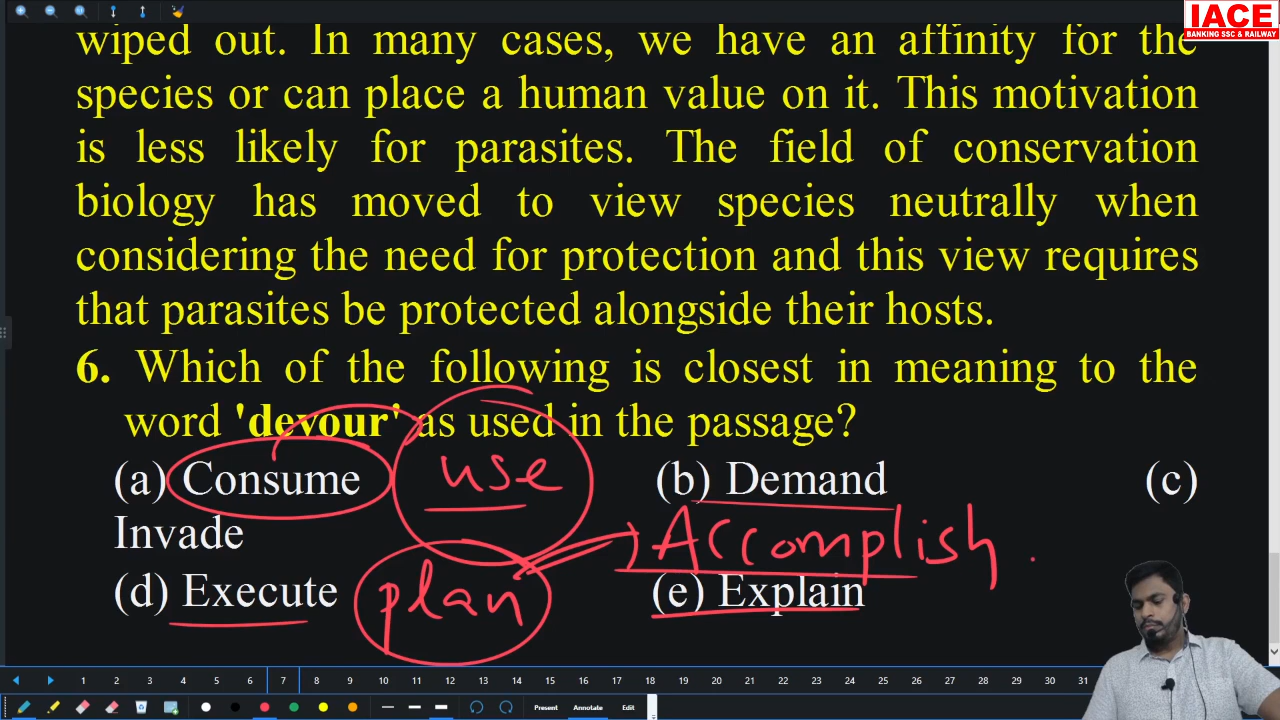 IACE
BANKING SSC & RAILWAY
wiped out. In many cases, we have an affinity for the
species or can place a human value on it. This motivation
is less likely for parasites. The field of conservation
biology has moved to view species neutrally when
considering the need for protection and this view requires
that parasites be protected alongside their hosts.
6. Which of the following is closest in meaning to the
word 'devour' as used in the passage?
(a) Consume use (b) Demand (c)
Invade Accomplish.
(d) Execute plan (e) Explain
1 2 3 4 5 6 7 8 9 10 11 12 13 14 15 16 17 18 19 20 21 22 23 24 25 26 27 28 29 30 31
Present Annotate Edit